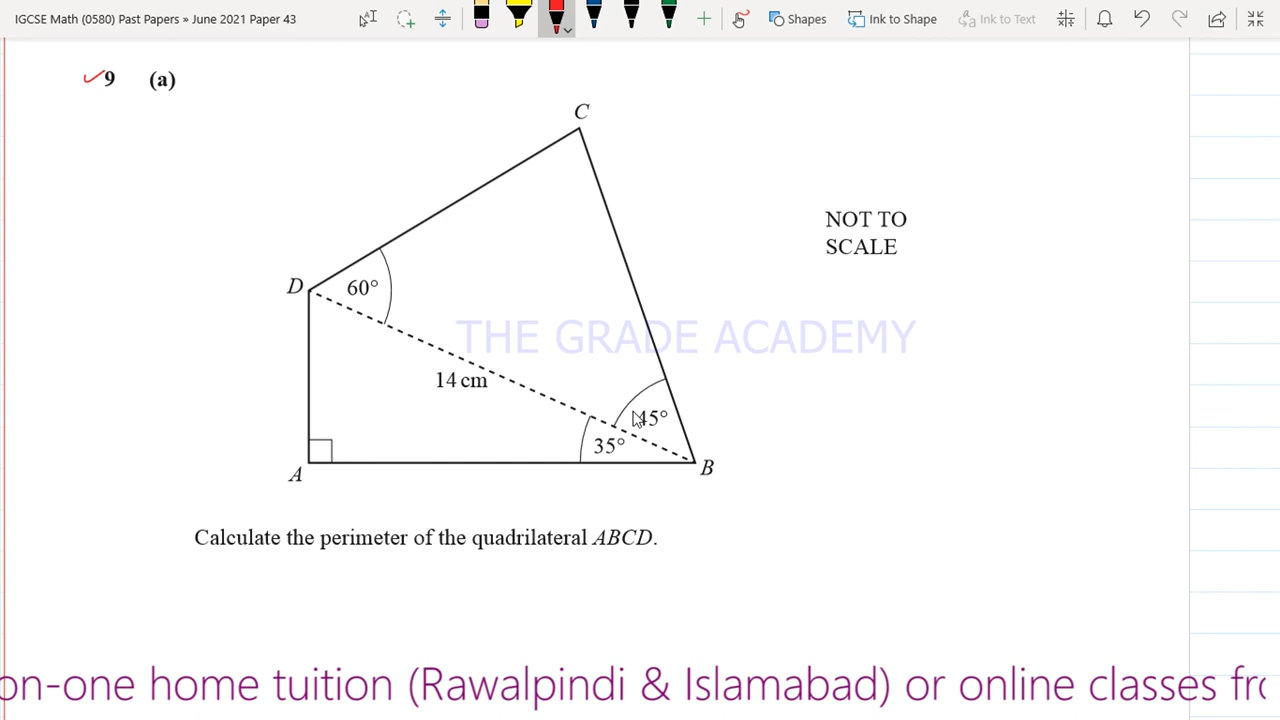 IGCSE Math (0580) Past Papers » June 2021 Paper 43
Shapes
Ink to Shape
Ink to Text
9 (a)
C
NOT TO
SCALE
D
60°
THE GRADE ACADEMY
14 cm
45°
35°
A
B
Calculate the perimeter of the quadrilateral ABCD.
on-one home tuition (Rawalpindi & Islamabad) or online classes